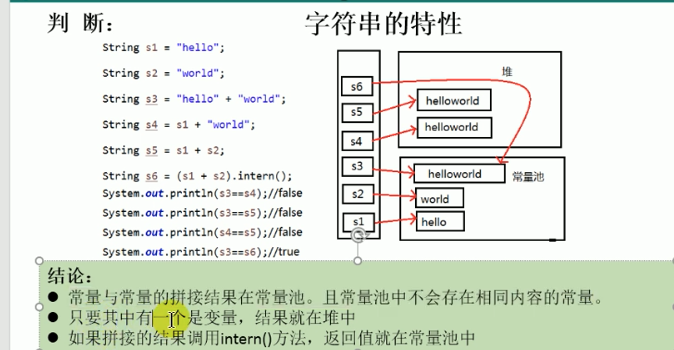 判 断：
字符串的特性
String s1 = "hello";
String s2 = "world";
String s3 = "hello" + "world";
String s4 = s1 + "world";
String s5 = s1 + s2;
String s6 = (s1 + s2).intern();
System.out.println(s3==s4);//false
System.out.println(s3==s5);//false
System.out.println(s4==s5);//false
System.out.println(s3==s6);//true
堆
s6
s5
helloworld
s4
helloworld
s3
helloworld
常量池
s2
world
s1
hello
结论：
● 常量与常量的拼接结果在常量池。且常量池中不会存在相同内容的常量。
● 只要其中有一个是变量，结果就在堆中
● 如果拼接的结果调用intern()方法，返回值就在常量池中